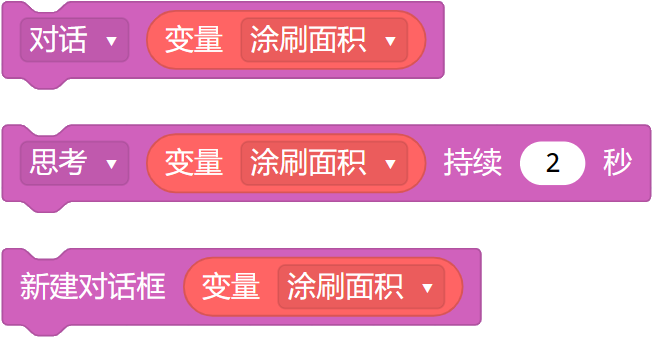 对话 变量 涂刷面积
思考 变量 涂刷面积 持续 2 秒
新建对话框 变量 涂刷面积